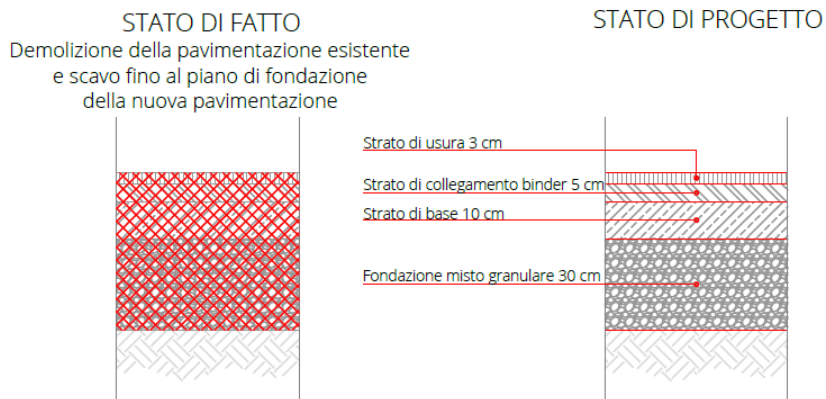 STATO DI FATTO
Demolizione della pavimentazione esistente
e scavo fino al piano di fondazione
della nuova pavimentazione
STATO DI PROGETTO
Strato di usura 3 cm
Strato di collegamento binder 5 cm
Strato di base 10 cm
Fondazione misto granulare 30 cm